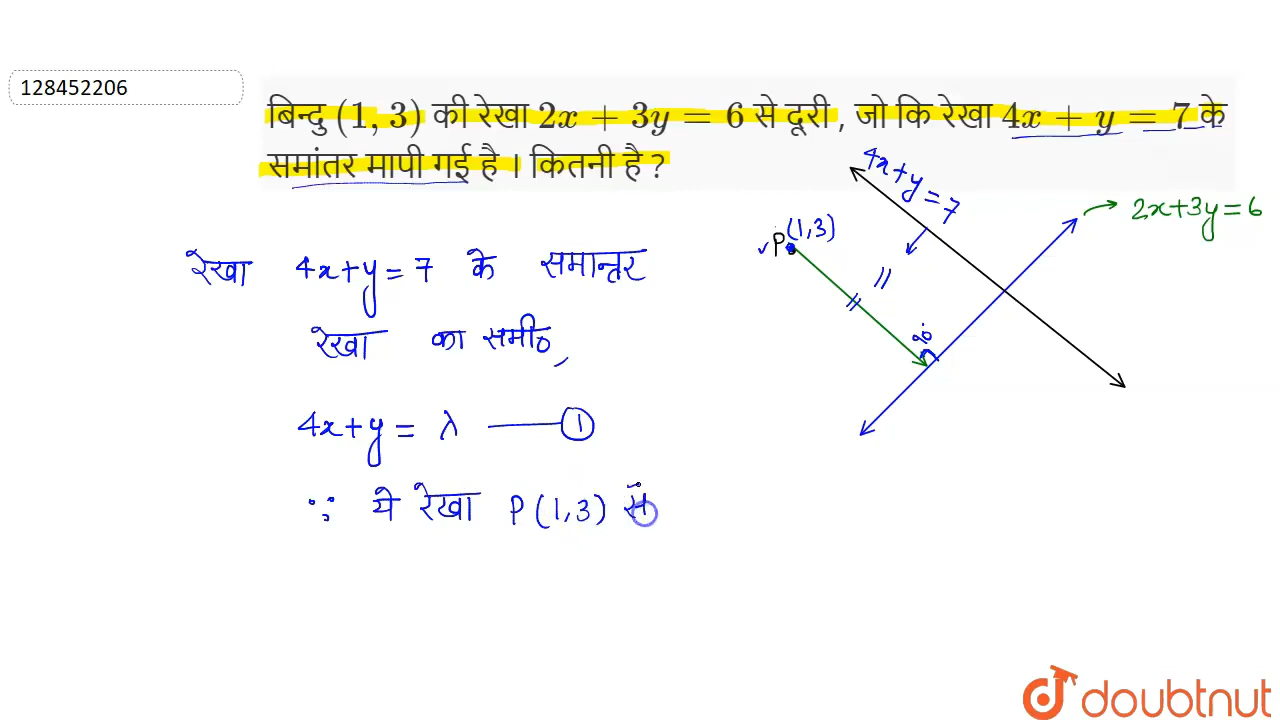 128452206
बिन्दु (1, 3) की रेखा 2x + 3y = 6 से दूरी , जो कि रेखा 4x + y = 7 के
समांतर मापी गई है । कितनी है ?
4x+y=7
2x+3y=6
P(1,3)
90°
रेखा 4x+y=7 के समान्तर
रेखा का समी०,
4x+y= λ ——— ①
∵ ये रेखा P(1,3) से
doubtnut